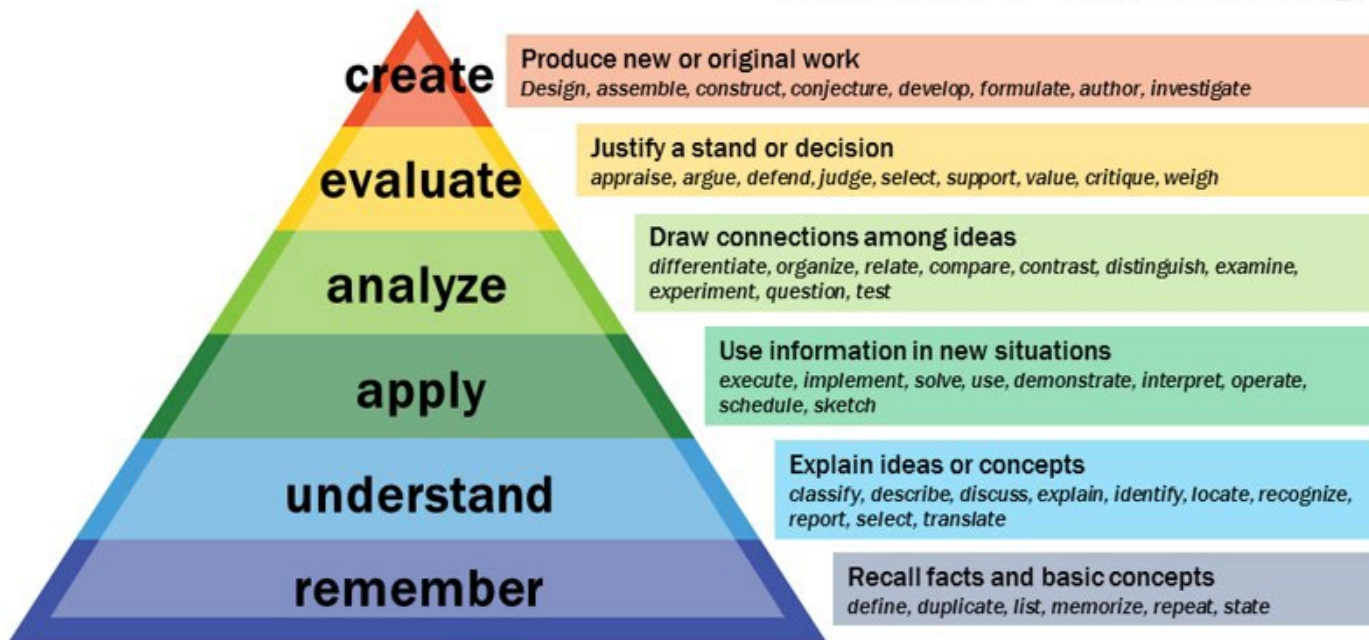 create
Produce new or original work
Design, assemble, construct, conjecture, develop, formulate, author, investigate
evaluate
Justify a stand or decision
appraise, argue, defend, judge, select, support, value, critique, weigh
analyze
Draw connections among ideas
differentiate, organize, relate, compare, contrast, distinguish, examine,
experiment, question, test
apply
Use information in new situations
execute, implement, solve, use, demonstrate, interpret, operate,
schedule, sketch
understand
Explain ideas or concepts
classify, describe, discuss, explain, identify, locate, recognize,
report, select, translate
remember
Recall facts and basic concepts
define, duplicate, list, memorize, repeat, state